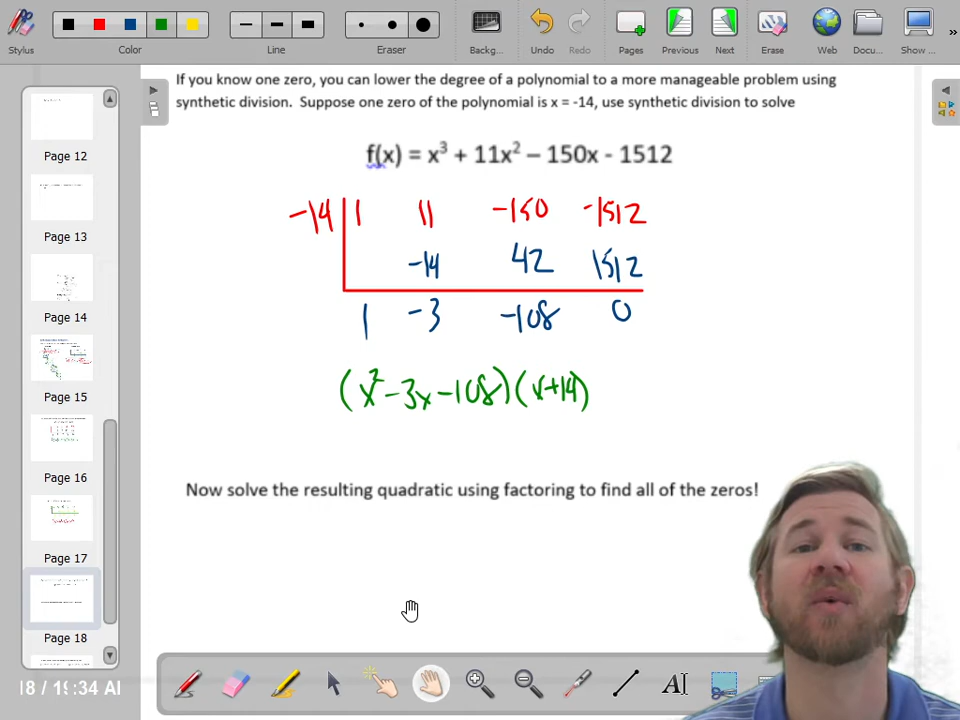 Stylus
Color
Line
Eraser
Backg...
Undo
Redo
Pages
Previous
Next
Erase
Web
Docu...
Show ...
»
Page 12
Page 13
Page 14
Page 15
Page 16
Page 17
Page 18
If you know one zero, you can lower the degree of a polynomial to a more manageable problem using
synthetic division. Suppose one zero of the polynomial is x = -14, use synthetic division to solve
f(x) = x³ + 11x² – 150x - 1512
-14 | 1 11 -150 -1512
-14 42 1512
1 -3 -108 0
(x² - 3x - 108)(x+14)
Now solve the resulting quadratic using factoring to find all of the zeros!
18 / 19:34 AI